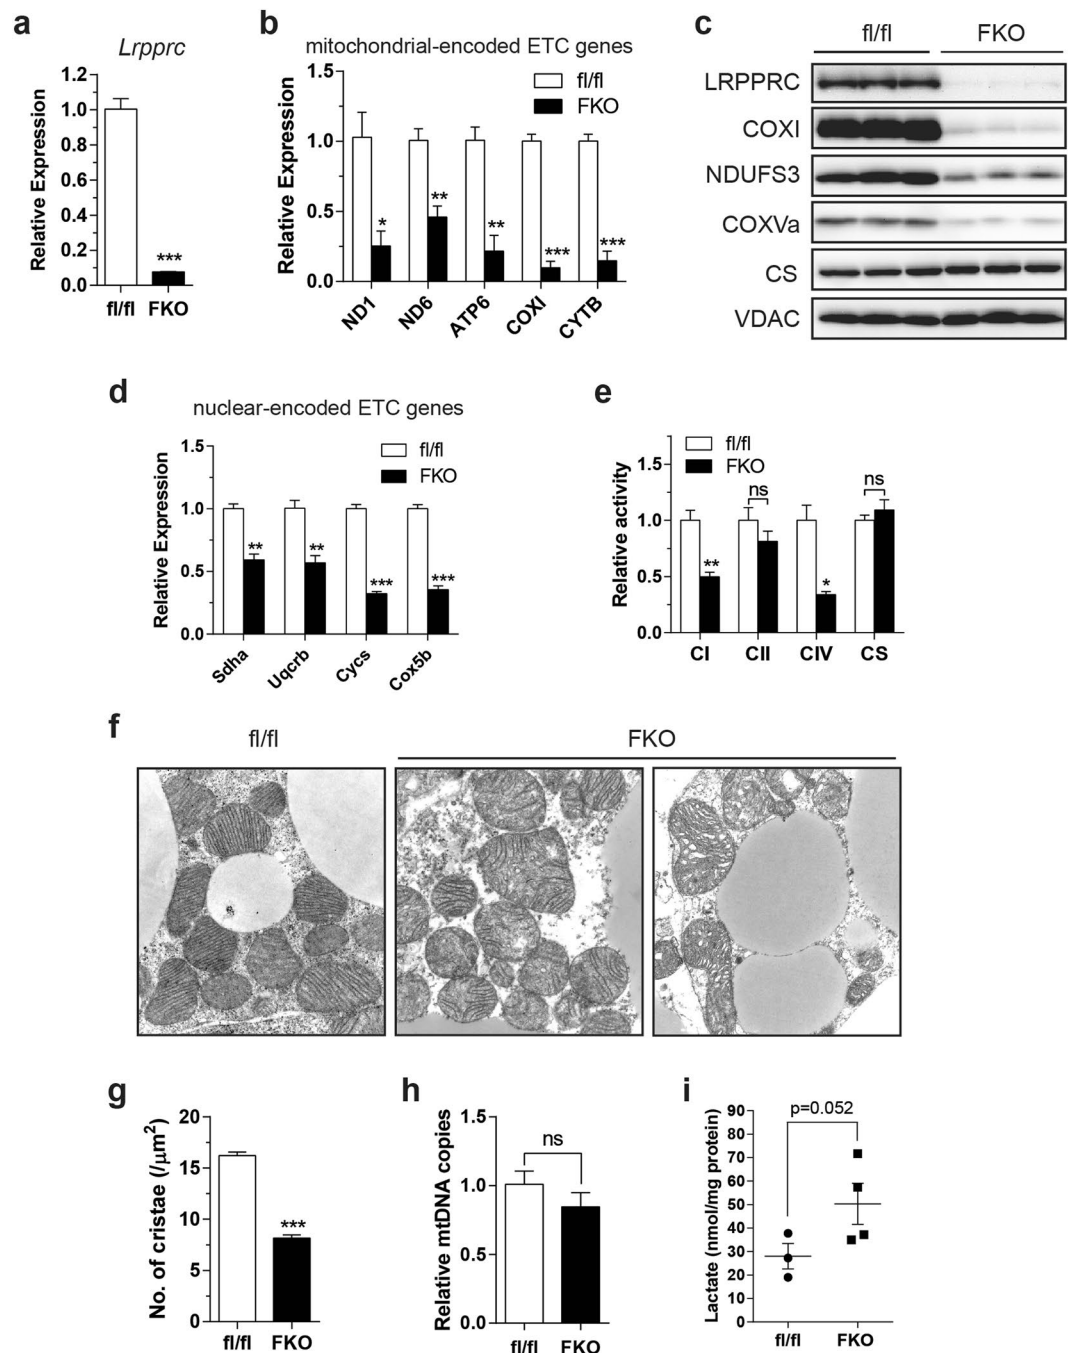 a
Lrpprc
Relative Expression
1.2
1.0
0.8
0.6
0.4
0.2
0.0
***
fl/fl FKO
b
mitochondrial-encoded ETC genes
Relative Expression
1.5
1.0
0.5
0.0
fl/fl
FKO
* ** ** *** ***
ND1 ND6 ATP6 COXI CYTB
c
fl/fl FKO
LRPPRC
COXI
NDUFS3
COXVa
CS
VDAC
d
nuclear-encoded ETC genes
Relative Expression
1.5
1.0
0.5
0.0
fl/fl
FKO
** ** *** ***
Sdha Uqcrb Cycs Cox5b
e
Relative activity
1.5
1.0
0.5
0.0
fl/fl
FKO
** ns * ns
CI CII CIV CS
f
fl/fl FKO
g
No. of cristae (/μm²)
20
15
10
5
0
***
fl/fl FKO
h
Relative mtDNA copies
1.5
1.0
0.5
0.0
ns
fl/fl FKO
i
Lactate (nmol/mg protein)
90
80
70
60
50
40
30
20
10
0
p=0.052
fl/fl FKO